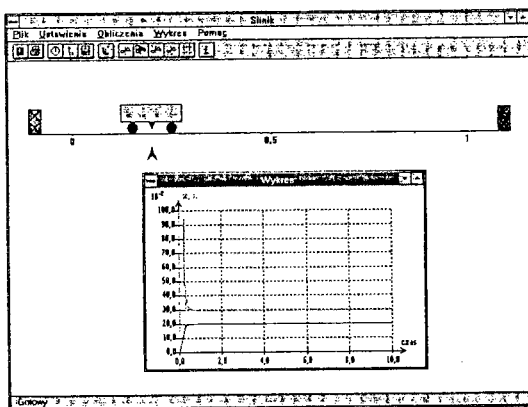 Silnik
Plik Ustawienia Obliczenia Wykres Pomoc
0 0,5 1
Wykres
10⁻²
100,0
90,0
80,0
70,0
60,0
50,0
40,0
30,0
20,0
10,0
0,0
0,0 2,0 4,0 6,0 8,0 10,0
czas
Gotowy